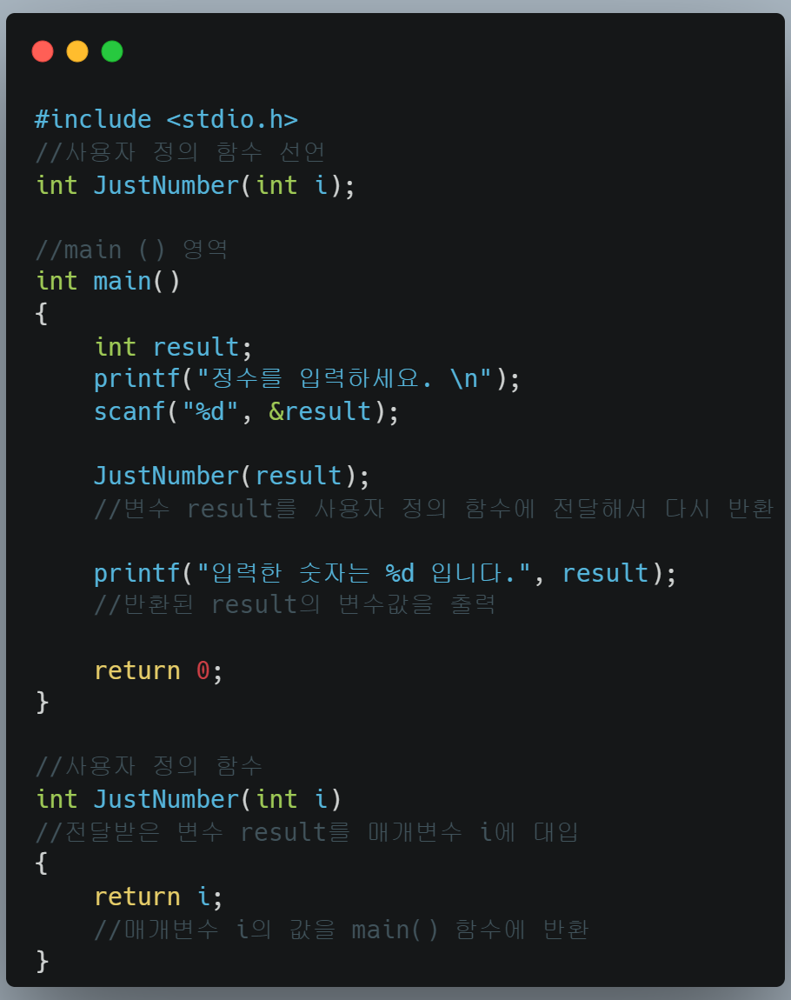 #include <stdio.h>
//사용자 정의 함수 선언
int JustNumber(int i);
//main () 영역
int main()
{
int result;
printf("정수를 입력하세요. \n");
scanf("%d", &result);
JustNumber(result);
//변수 result를 사용자 정의 함수에 전달해서 다시 반환
printf("입력한 숫자는 %d 입니다.", result);
//반환된 result의 변수값을 출력
return 0;
}
//사용자 정의 함수
int JustNumber(int i)
//전달받은 변수 result를 매개변수 i에 대입
{
return i;
//매개변수 i의 값을 main() 함수에 반환
}